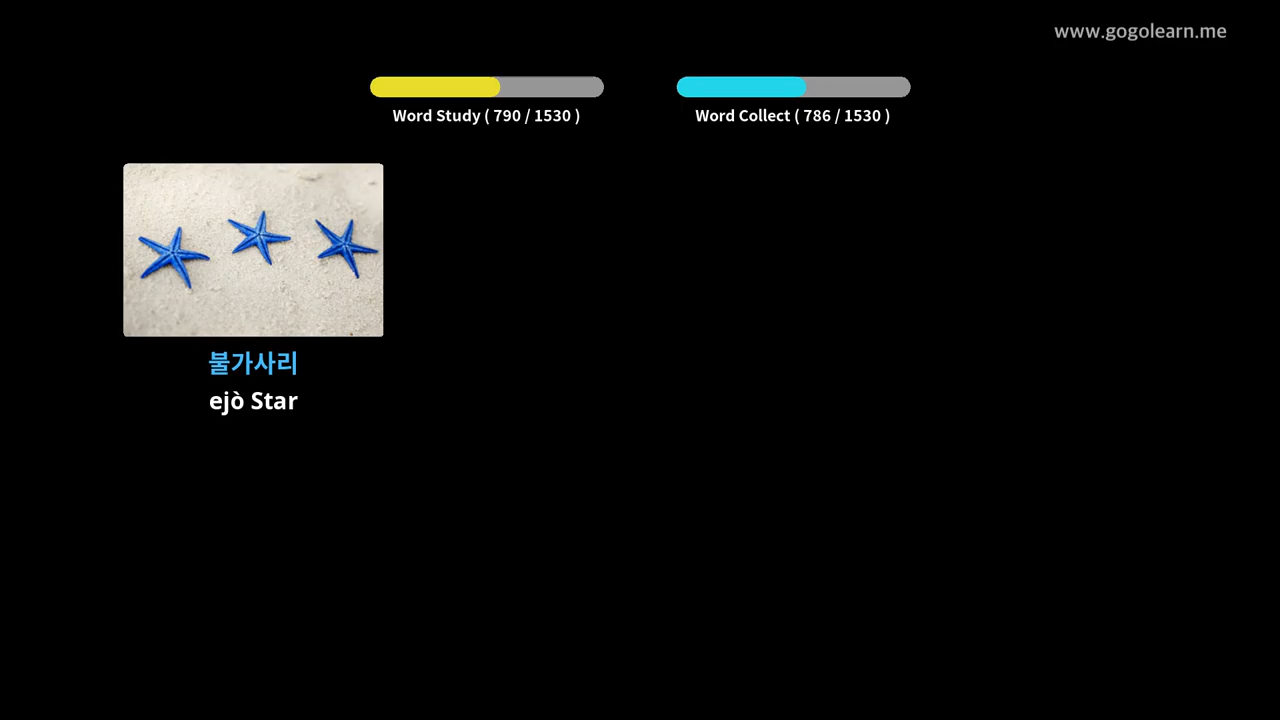 www.gogolearn.me
Word Study ( 790 / 1530 )
Word Collect ( 786 / 1530 )
불가사리
ejò Star